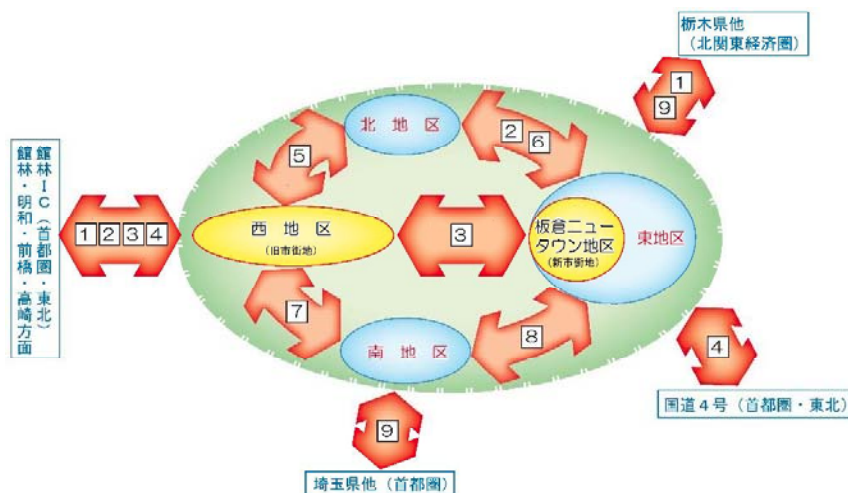 栃木県他
（北関東経済圏）
1
9
北地区
2
6
5
館林IC（首都圏・東北）
館林・明和・前橋・高崎方面
1 2 3 4
西地区
（旧市街地）
3
板倉ニュー
タウン地区
（新市街地）
東地区
7
8
南地区
4
国道4号（首都圏・東北）
9
埼玉県他（首都圏）